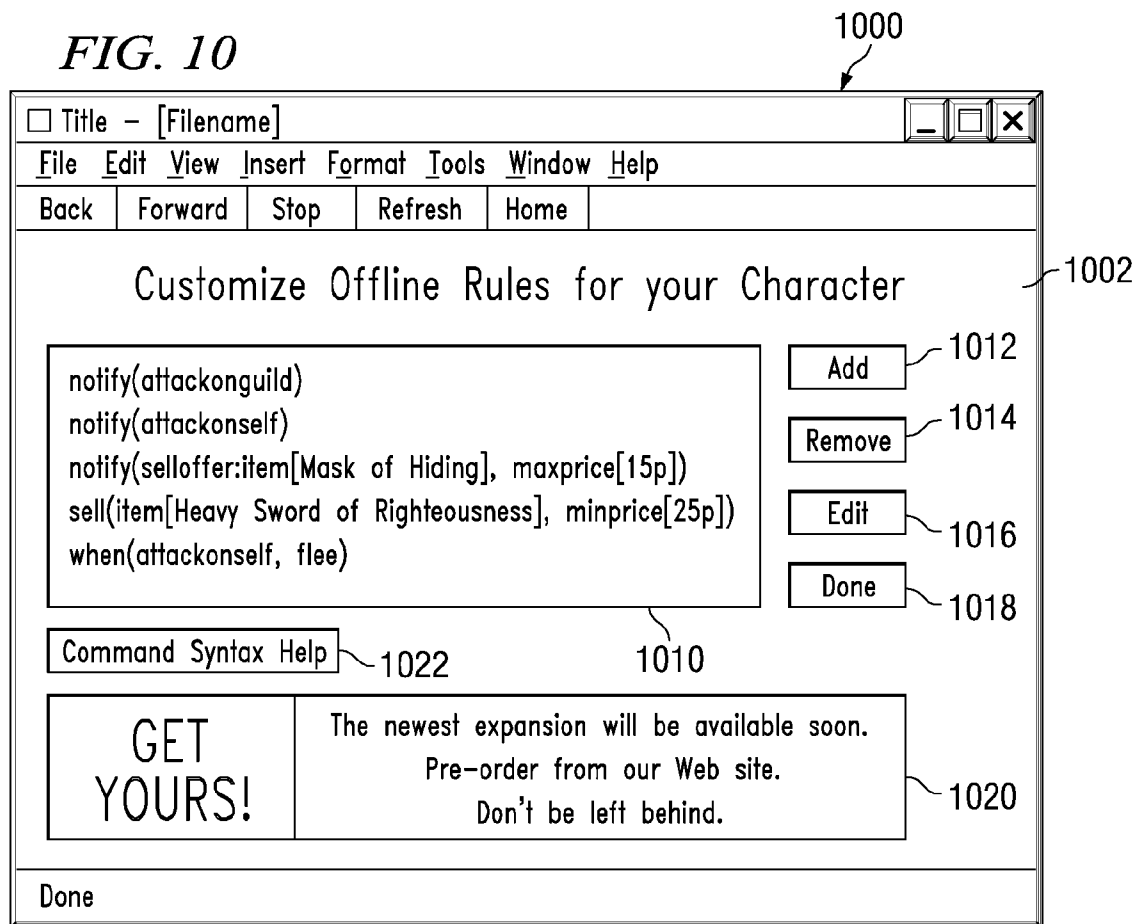 FIG. 10
1000
Title - [Filename]
File Edit View Insert Format Tools Window Help
Back Forward Stop Refresh Home
Customize Offline Rules for your Character
1002
notify(attackonguild)
notify(attackonself)
notify(selloffer:item[Mask of Hiding], maxprice[15p])
sell(item[Heavy Sword of Righteousness], minprice[25p])
when(attackonself, flee)
Add
1012
Remove
1014
Edit
1016
Done
1018
1010
Command Syntax Help
1022
GET
YOURS!
The newest expansion will be available soon.
Pre-order from our Web site.
Don't be left behind.
1020
Done